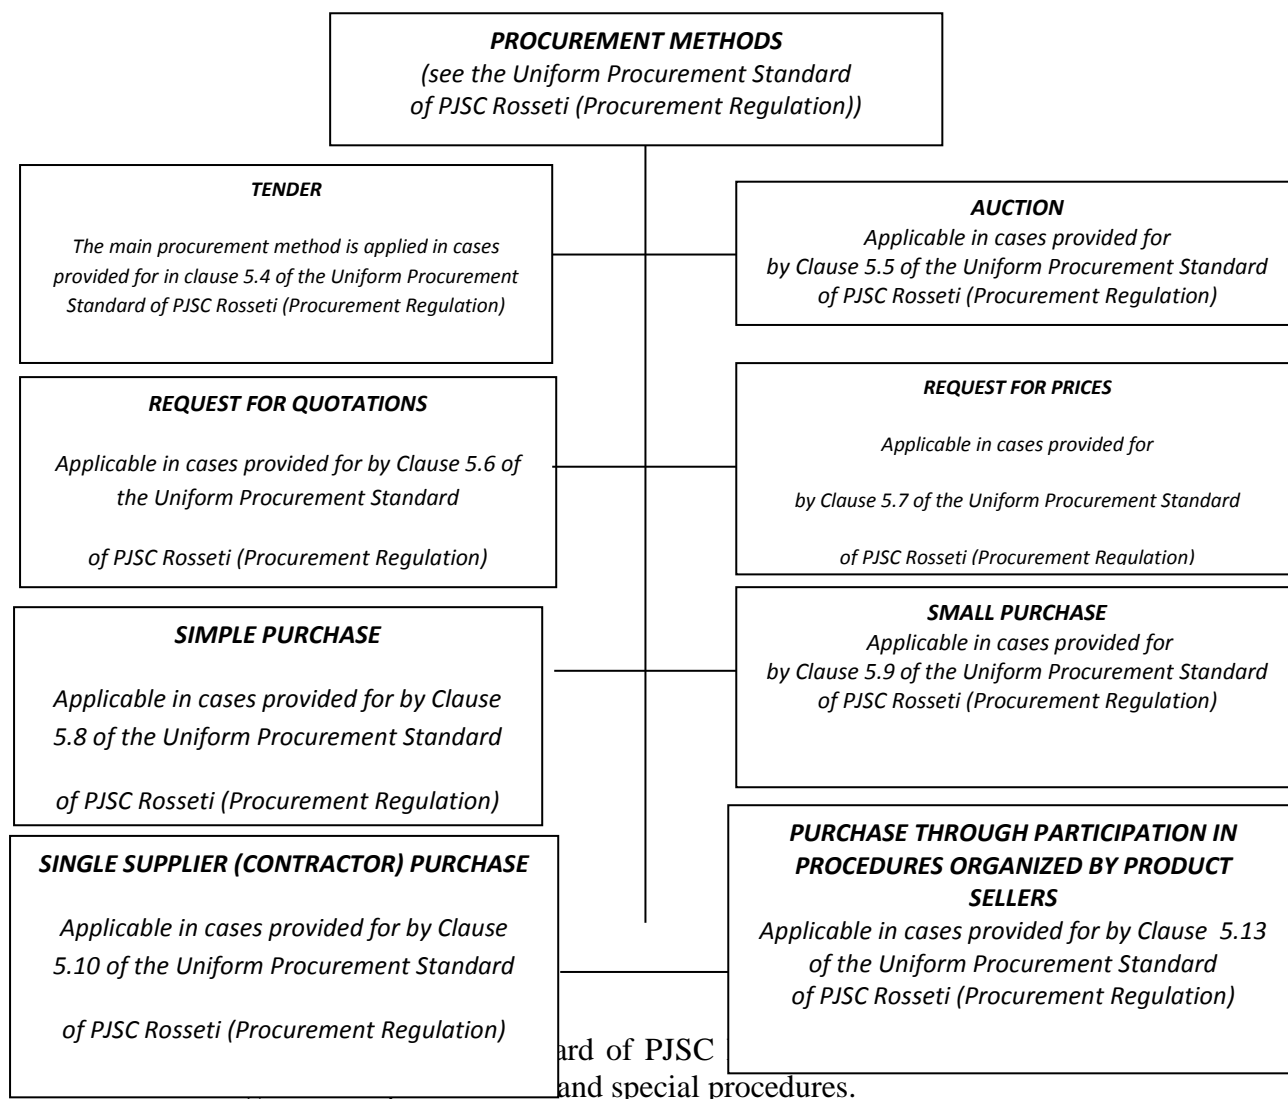 PROCUREMENT METHODS
(see the Uniform Procurement Standard
of PJSC Rosseti (Procurement Regulation))
TENDER
The main procurement method is applied in cases
provided for in clause 5.4 of the Uniform Procurement
Standard of PJSC Rosseti (Procurement Regulation)
AUCTION
Applicable in cases provided for
by Clause 5.5 of the Uniform Procurement Standard
of PJSC Rosseti (Procurement Regulation)
REQUEST FOR QUOTATIONS
Applicable in cases provided for by Clause 5.6 of
the Uniform Procurement Standard
of PJSC Rosseti (Procurement Regulation)
REQUEST FOR PRICES
Applicable in cases provided for
by Clause 5.7 of the Uniform Procurement Standard
of PJSC Rosseti (Procurement Regulation)
SIMPLE PURCHASE
Applicable in cases provided for by Clause
5.8 of the Uniform Procurement Standard
of PJSC Rosseti (Procurement Regulation)
SMALL PURCHASE
Applicable in cases provided for
by Clause 5.9 of the Uniform Procurement Standard
of PJSC Rosseti (Procurement Regulation)
SINGLE SUPPLIER (CONTRACTOR) PURCHASE
Applicable in cases provided for by Clause
5.10 of the Uniform Procurement Standard
of PJSC Rosseti (Procurement Regulation)
PURCHASE THROUGH PARTICIPATION IN
PROCEDURES ORGANIZED BY PRODUCT
SELLERS
Applicable in cases provided for by Clause 5.13
of the Uniform Procurement Standard
of PJSC Rosseti (Procurement Regulation)
of PJSC
and special procedures.